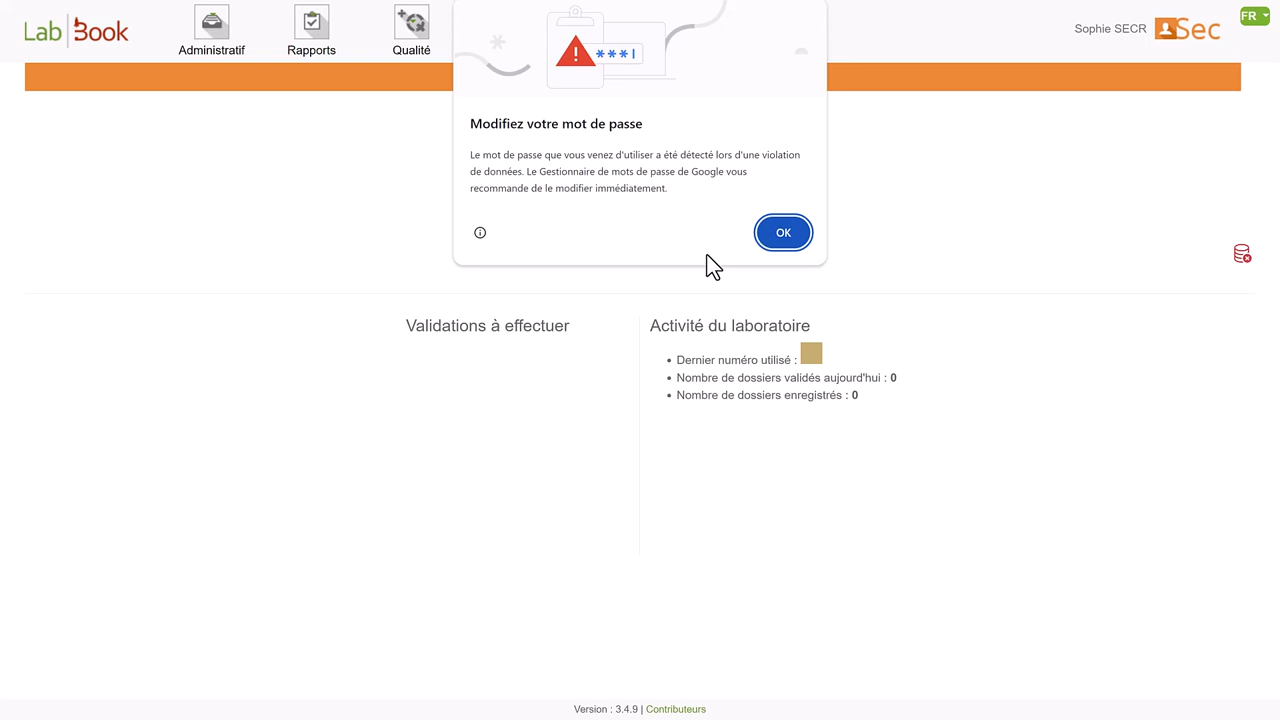 Lab Book
Administratif
Rapports
Qualité
Sophie SECR
Sec
FR
***
Modifiez votre mot de passe
Le mot de passe que vous venez d'utiliser a été détecté lors d'une violation
de données. Le Gestionnaire de mots de passe de Google vous
recommande de le modifier immédiatement.
OK
Validations à effectuer
Activité du laboratoire
• Dernier numéro utilisé :
• Nombre de dossiers validés aujourd'hui : 0
• Nombre de dossiers enregistrés : 0
Version : 3.4.9 | Contributeurs